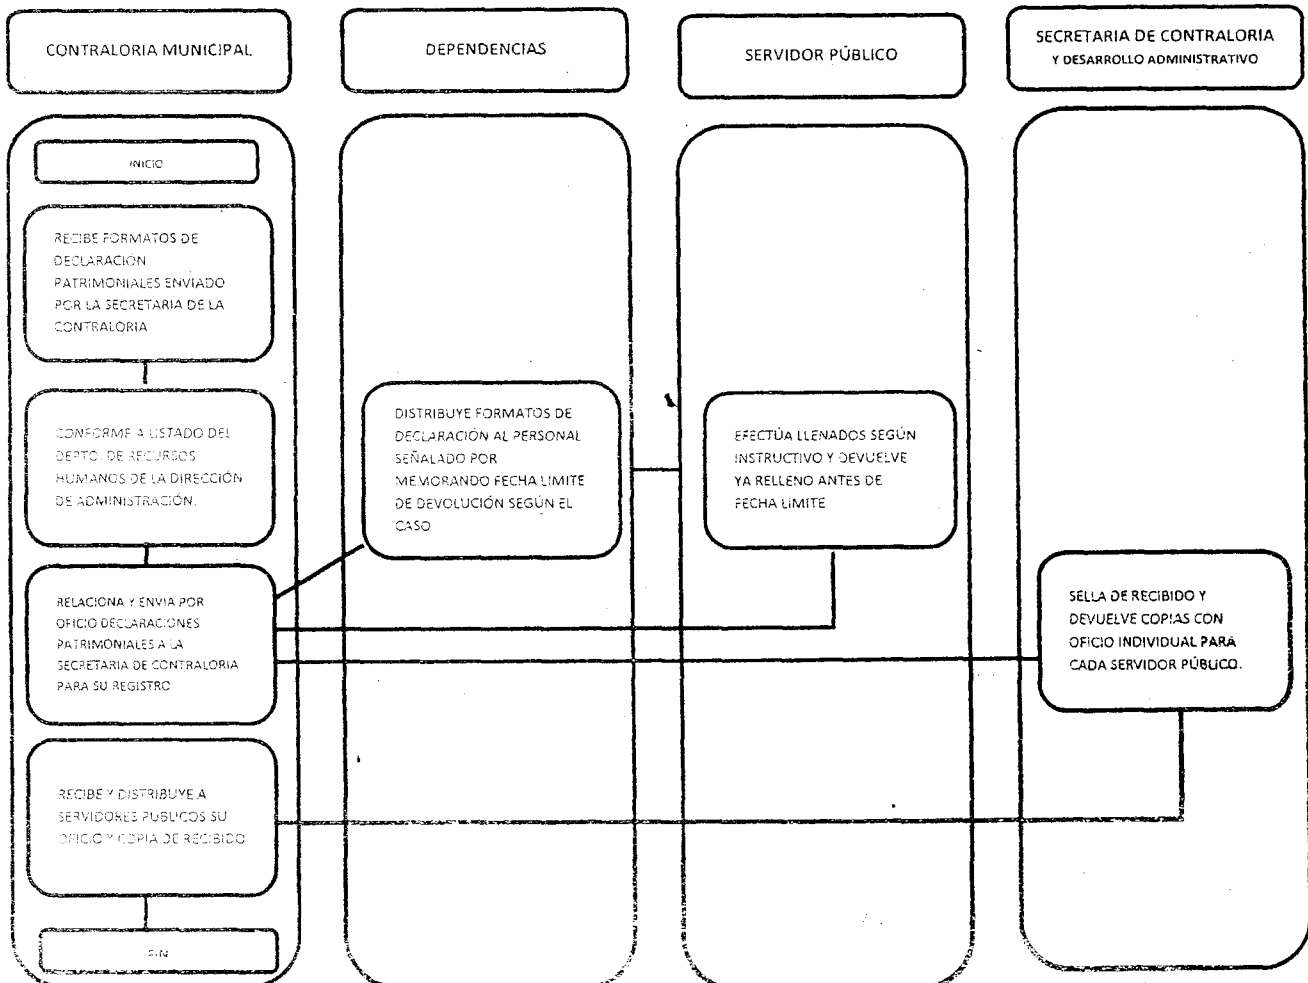 CONTRALORIA MUNICIPAL
DEPENDENCIAS
SERVIDOR PÚBLICO
SECRETARIA DE CONTRALORIA
Y DESARROLLO ADMINISTRATIVO
INICIO
RECIBE FORMATOS DE
DECLARACION
PATRIMONIALES ENVIADO
POR LA SECRETARIA DE LA
CONTRALORIA
CONFORME A LISTADO DEL
DEPTO. DE RECURSOS
HUMANOS DE LA DIRECCIÓN
DE ADMINISTRACIÓN.
DISTRIBUYE FORMATOS DE
DECLARACIÓN AL PERSONAL
SEÑALADO POR
MEMORANDO FECHA LIMITE
DE DEVOLUCIÓN SEGÚN EL
CASO
EFECTÚA LLENADOS SEGÚN
INSTRUCTIVO Y DEVUELVE
YA RELLENO ANTES DE
FECHA LIMITE
RELACIONA Y ENVIA POR
OFICIO DECLARACIONES
PATRIMONIALES A LA
SECRETARIA DE CONTRALORIA
PARA SU REGISTRO
SELLA DE RECIBIDO Y
DEVUELVE COPIAS CON
OFICIO INDIVIDUAL PARA
CADA SERVIDOR PÚBLICO.
RECIBE Y DISTRIBUYE A
SERVIDORES PUBLICOS SU
OFICIO Y COPIA DE RECIBIDO
FIN